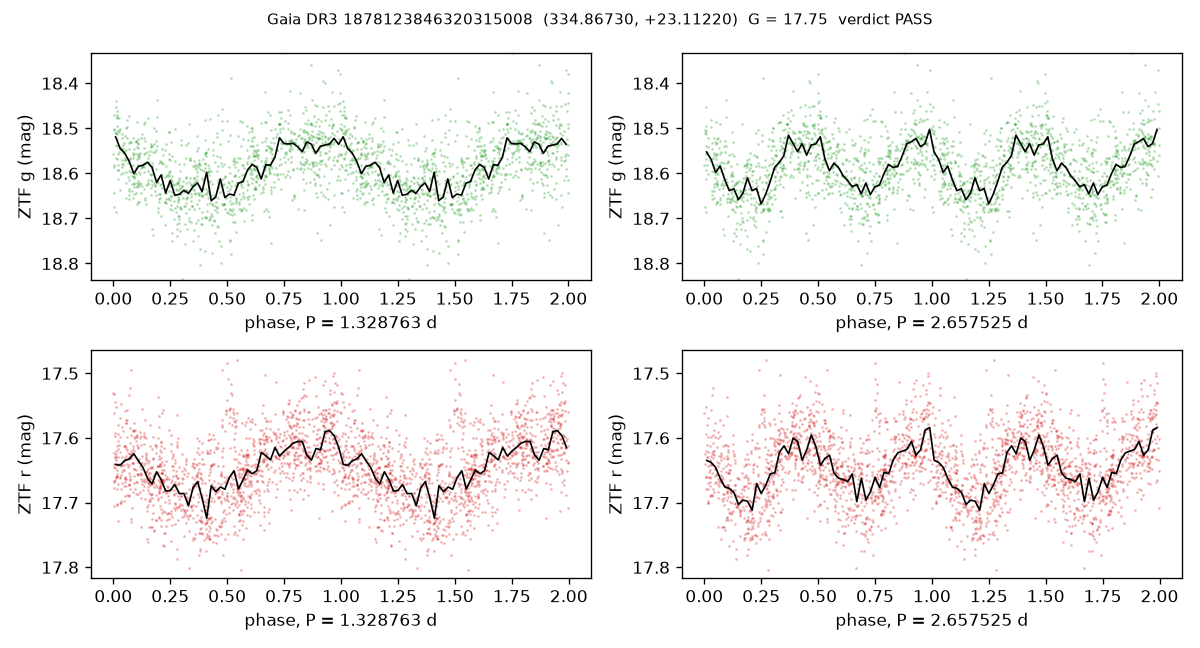 Gaia DR3 1878123846320315008  (334.86730, +23.11220)  G = 17.75  verdict PASS
ZTF g (mag)
18.4
18.5
18.6
18.7
18.8
0.00 0.25 0.50 0.75 1.00 1.25 1.50 1.75 2.00
phase, P = 1.328763 d
ZTF g (mag)
18.4
18.5
18.6
18.7
18.8
0.00 0.25 0.50 0.75 1.00 1.25 1.50 1.75 2.00
phase, P = 2.657525 d
ZTF r (mag)
17.5
17.6
17.7
17.8
0.00 0.25 0.50 0.75 1.00 1.25 1.50 1.75 2.00
phase, P = 1.328763 d
ZTF r (mag)
17.5
17.6
17.7
17.8
0.00 0.25 0.50 0.75 1.00 1.25 1.50 1.75 2.00
phase, P = 2.657525 d